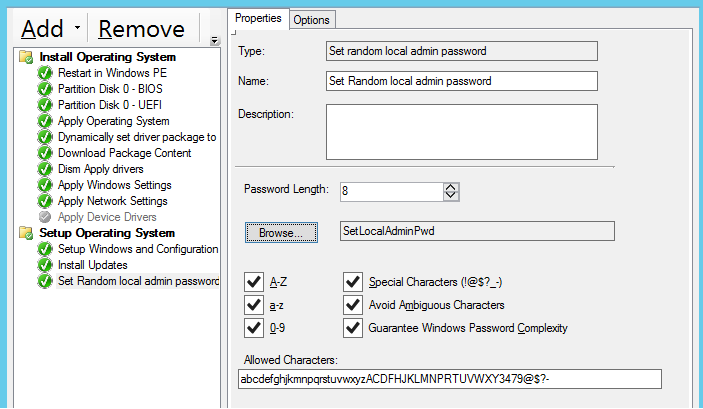 Add Remove
Install Operating System
Restart in Windows PE
Partition Disk 0 - BIOS
Partition Disk 0 - UEFI
Apply Operating System
Dynamically set driver package to
Download Package Content
Dism Apply drivers
Apply Windows Settings
Apply Network Settings
Apply Device Drivers
Setup Operating System
Setup Windows and Configuration
Install Updates
Set Random local admin password
Properties Options
Type: Set random local admin password
Name: Set Random local admin password
Description:
Password Length: 8
Browse... SetLocalAdminPwd
A-Z Special Characters (!@$?_-)
a-z Avoid Ambiguous Characters
0-9 Guarantee Windows Password Complexity
Allowed Characters:
abcdefghjkmnpqrstuvwxyzACDFHJKLMNPRTUVWXY3479@$?-